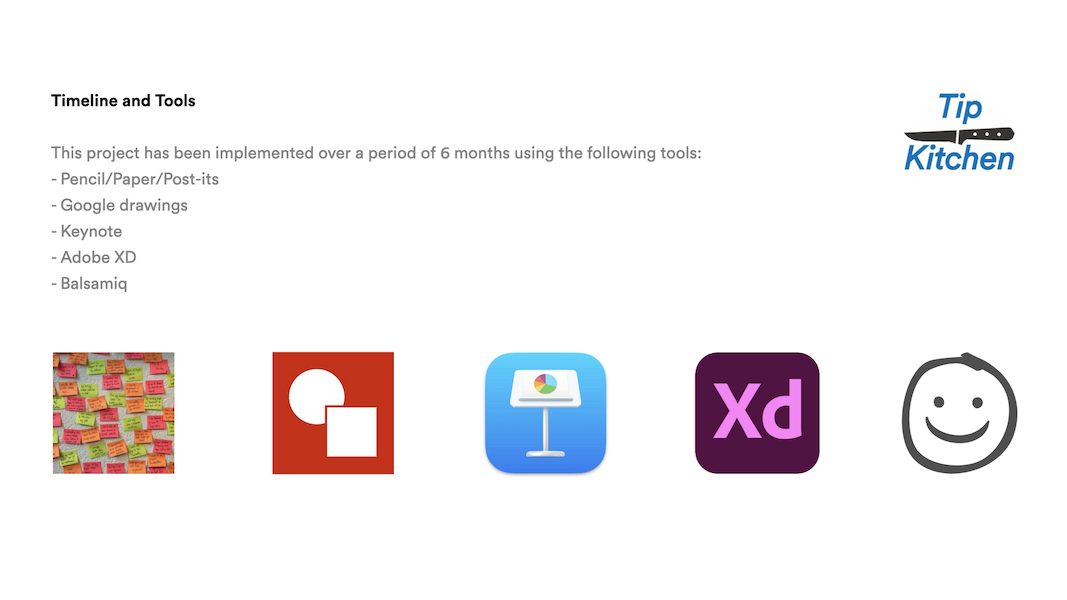 Timeline and Tools
Tip
Kitchen
This project has been implemented over a period of 6 months using the following tools:
- Pencil/Paper/Post-its
- Google drawings
- Keynote
- Adobe XD
- Balsamiq
Xd